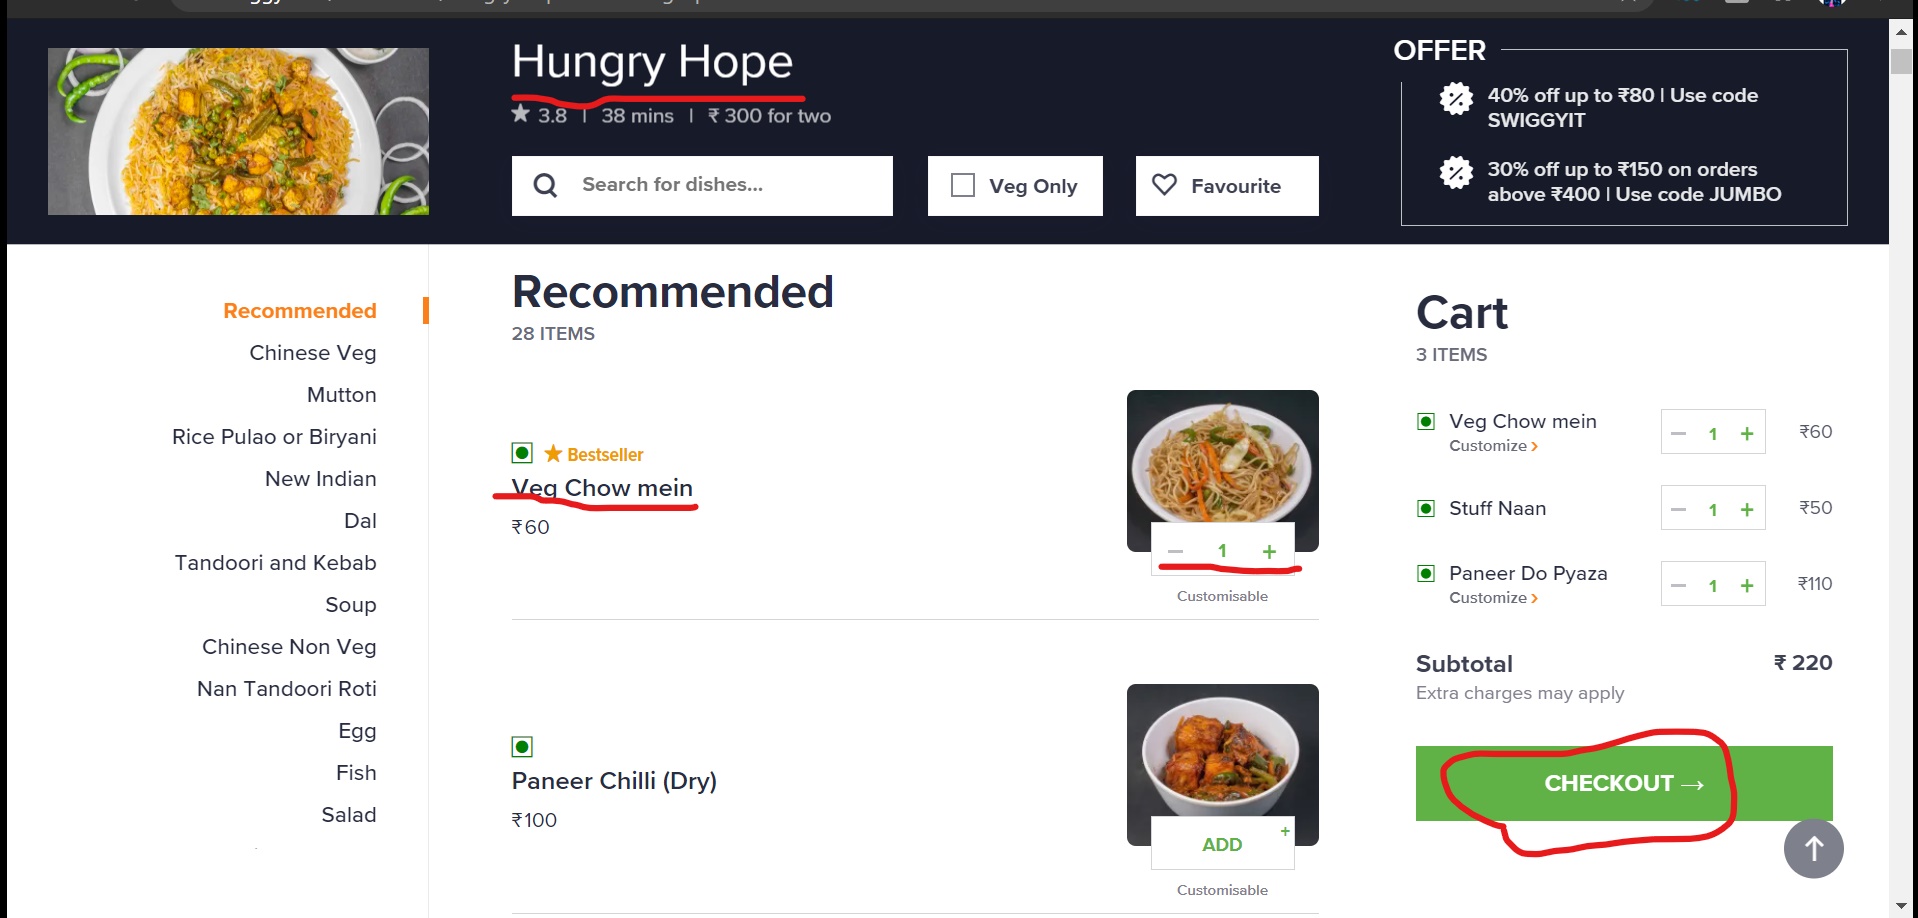 Hungry Hope
3.8 | 38 mins | ₹ 300 for two
Search for dishes...
Veg Only
Favourite
OFFER
40% off up to ₹80 | Use code
SWIGGYIT
30% off up to ₹150 on orders
above ₹400 | Use code JUMBO
Recommended
Chinese Veg
Mutton
Rice Pulao or Biryani
New Indian
Dal
Tandoori and Kebab
Soup
Chinese Non Veg
Nan Tandoori Roti
Egg
Fish
Salad
Recommended
28 ITEMS
Bestseller
Veg Chow mein
₹60
− 1 +
Customisable
Paneer Chilli (Dry)
₹100
ADD +
Customisable
Cart
3 ITEMS
Veg Chow mein − 1 + ₹60
Customize >
Stuff Naan − 1 + ₹50
Paneer Do Pyaza − 1 + ₹110
Customize >
Subtotal ₹ 220
Extra charges may apply
CHECKOUT →